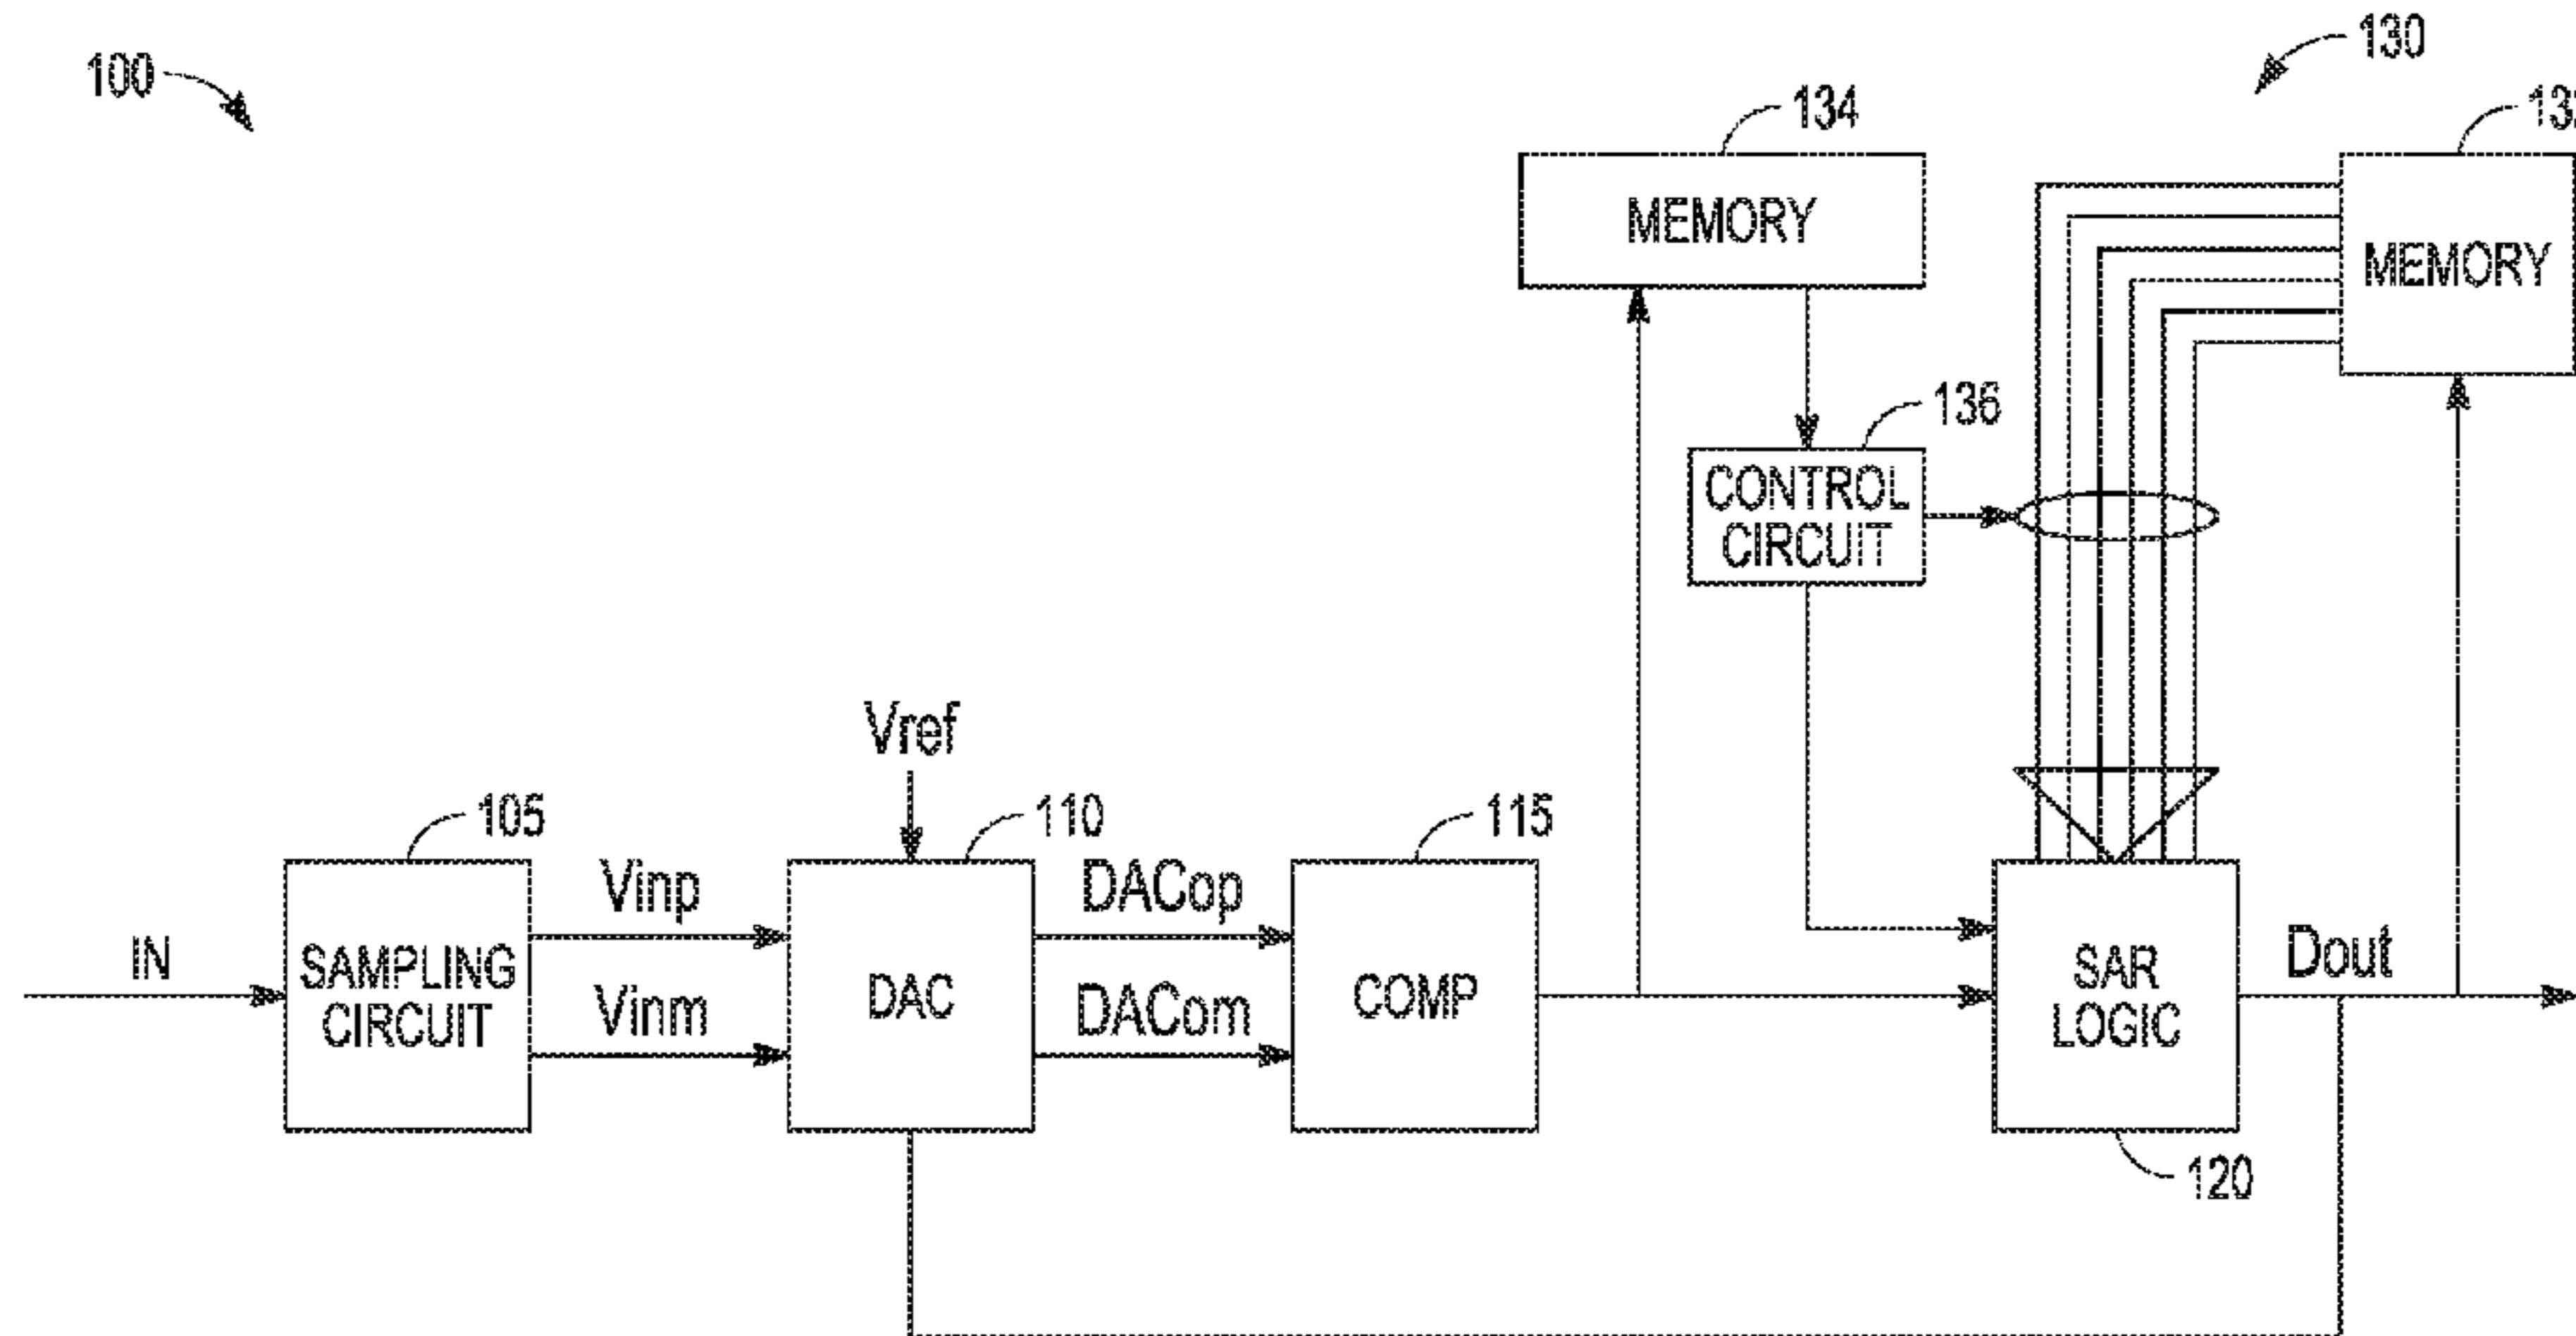 100
130
134
132
MEMORY
MEMORY
136
CONTROL
CIRCUIT
Vref
105
110
115
IN
SAMPLING
CIRCUIT
Vinp
Vinm
DAC
DACop
DACom
COMP
SAR
LOGIC
Dout
120